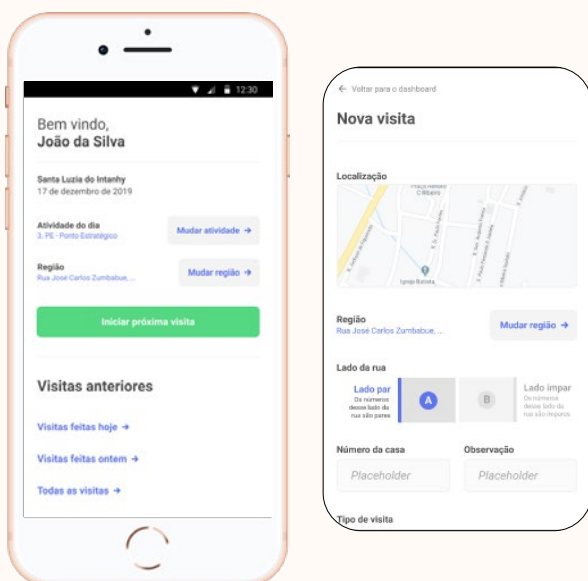 12:30
Bem vindo,
João da Silva
Santa Luzia do Intanhy
17 de dezembro de 2019
Atividade do dia
3. PE - Ponto Estratégico
Mudar atividade →
Região
Rua José Carlos Zumbabue, ...
Mudar região →
Iniciar próxima visita
Visitas anteriores
Visitas feitas hoje →
Visitas feitas ontem →
Todas as visitas →
← Voltar para o dashboard
Nova visita
Localização
Igreja Batista
Região
Rua José Carlos Zumbabue, ...
Mudar região →
Lado da rua
Lado par
Os números
desse lado da
rua são pares
A
B
Lado ímpar
Os números
desse lado da
rua são ímpares
Número da casa
Observação
Placeholder
Placeholder
Tipo de visita